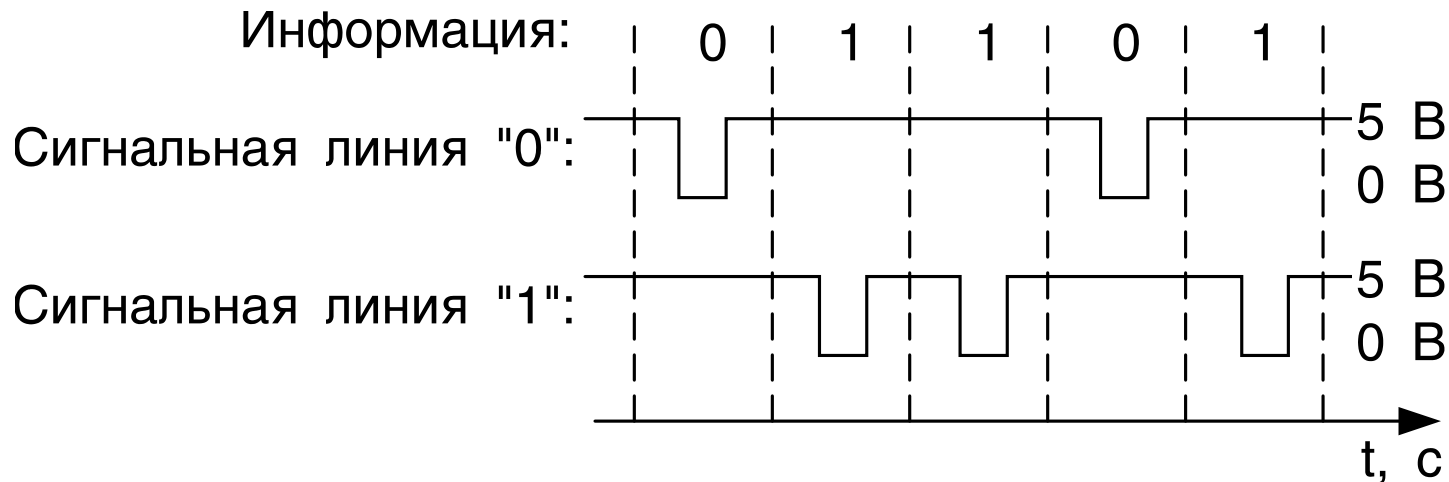 Информация: 0 1 1 0 1
Сигнальная линия "0": 5 В
0 В
Сигнальная линия "1": 5 В
0 В
t, с